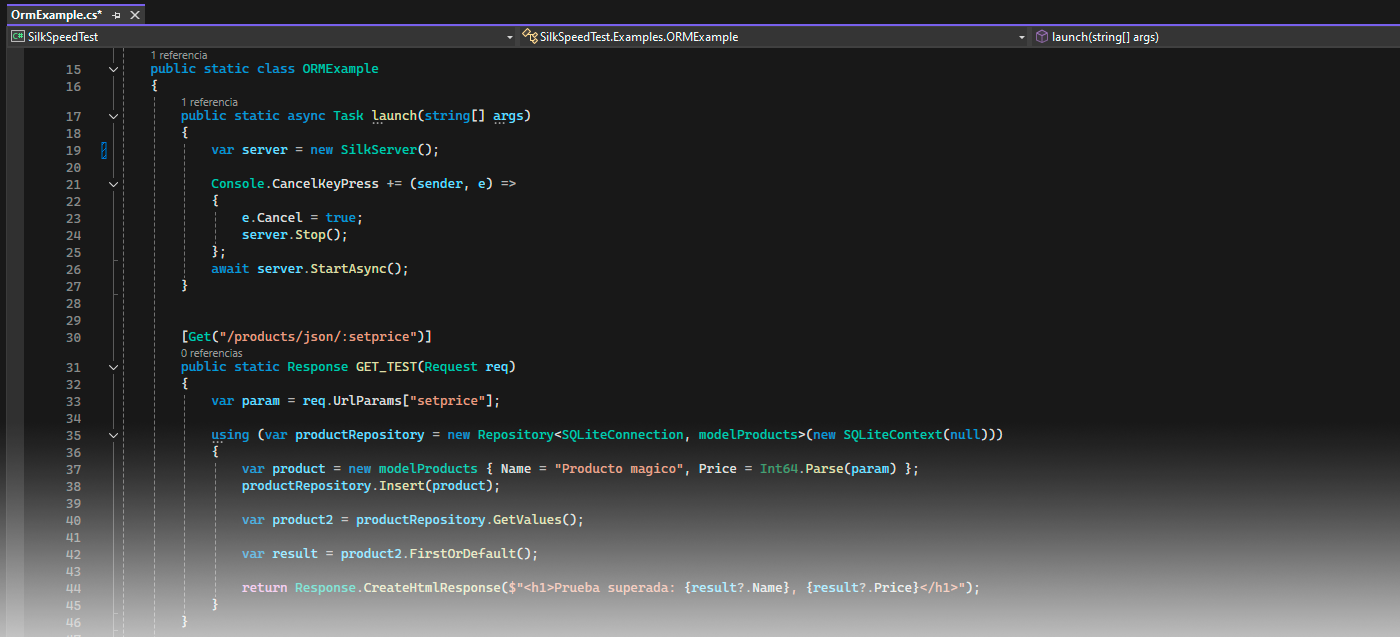 OrmExample.cs*
SilkSpeedTest SilkSpeedTest.Examples.ORMExample launch(string[] args)
1 referencia
15 public static class ORMExample
16 {
1 referencia
17 public static async Task launch(string[] args)
18 {
19 var server = new SilkServer();
20
21 Console.CancelKeyPress += (sender, e) =>
22 {
23 e.Cancel = true;
24 server.Stop();
25 };
26 await server.StartAsync();
27 }
28
29
30 [Get("/products/json/:setprice")]
0 referencias
31 public static Response GET_TEST(Request req)
32 {
33 var param = req.UrlParams["setprice"];
34
35 using (var productRepository = new Repository<SQLiteConnection, modelProducts>(new SQLiteContext(null)))
36 {
37 var product = new modelProducts { Name = "Producto magico", Price = Int64.Parse(param) };
38 productRepository.Insert(product);
39
40 var product2 = productRepository.GetValues();
41
42 var result = product2.FirstOrDefault();
43
44 return Response.CreateHtmlResponse($"<h1>Prueba superada: {result?.Name}, {result?.Price}</h1>");
45 }
46 }